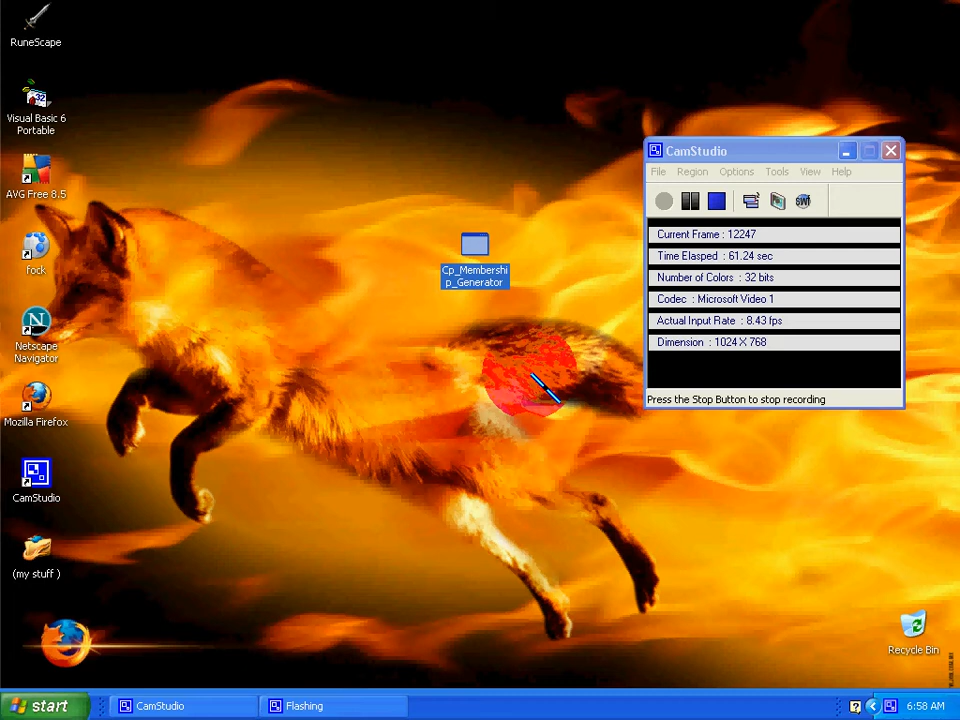 RuneScape
Visual Basic 6
Portable
AVG Free 8.5
fock
Netscape
Navigator
Mozilla Firefox
CamStudio
(my stuff )
Cp_Membershi
p_Generator
CamStudio
File Region Options Tools View Help
Current Frame : 12247
Time Elasped : 61.24 sec
Number of Colors : 32 bits
Codec : Microsoft Video 1
Actual Input Rate : 8.43 fps
Dimension : 1024 X 768
Press the Stop Button to stop recording
Recycle Bin
start
CamStudio
Flashing
6:58 AM